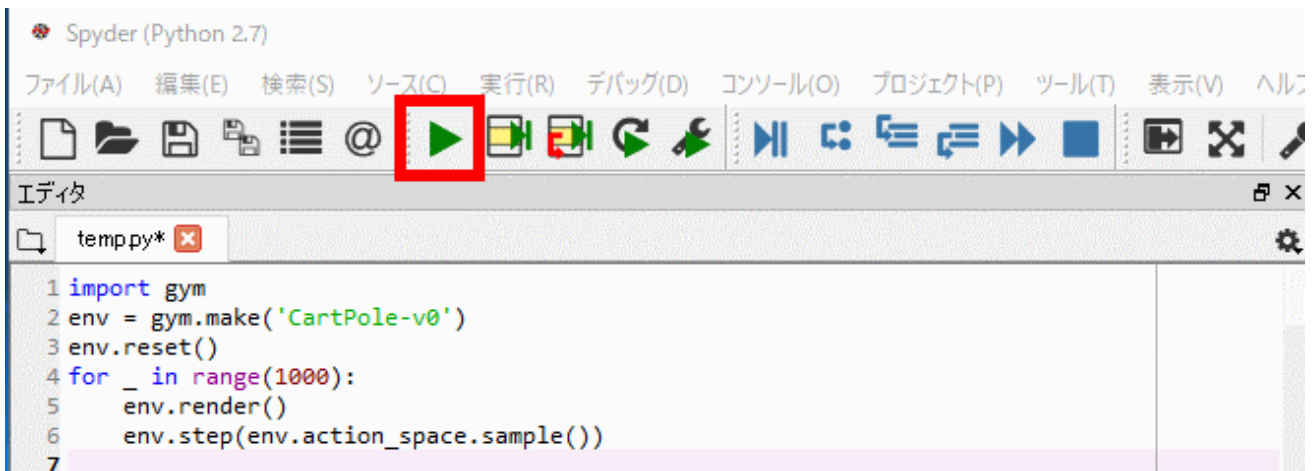 Spyder (Python 2.7)
ファイル(A) 編集(E) 検索(S) ソース(C) 実行(R) デバッグ(D) コンソール(O) プロジェクト(P) ツール(T) 表示(V) ヘルプ
エディタ
temp.py*
1 import gym
2 env = gym.make('CartPole-v0')
3 env.reset()
4 for _ in range(1000):
5     env.render()
6     env.step(env.action_space.sample())
7